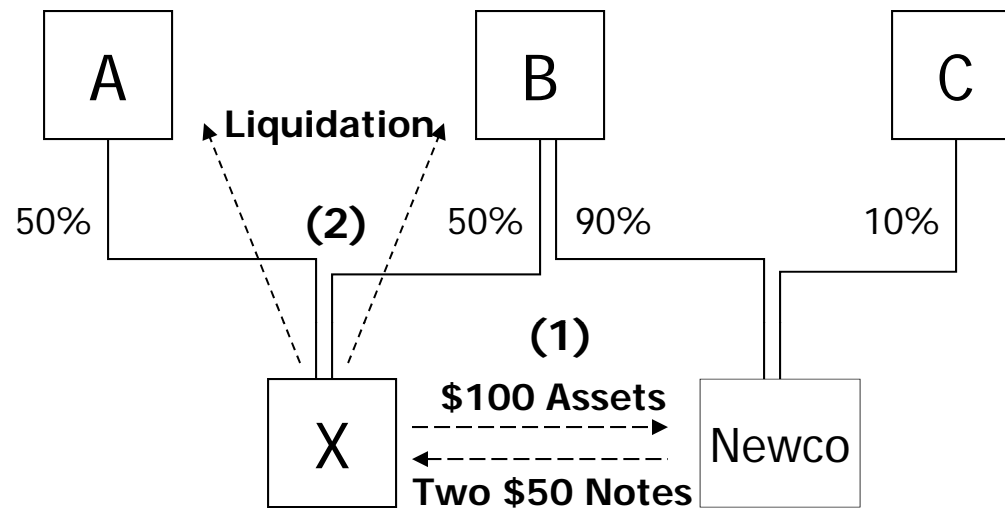 A
B
C
Liquidation
50%
(2)
50%
90%
10%
(1)
$100 Assets
X
Newco
Two $50 Notes